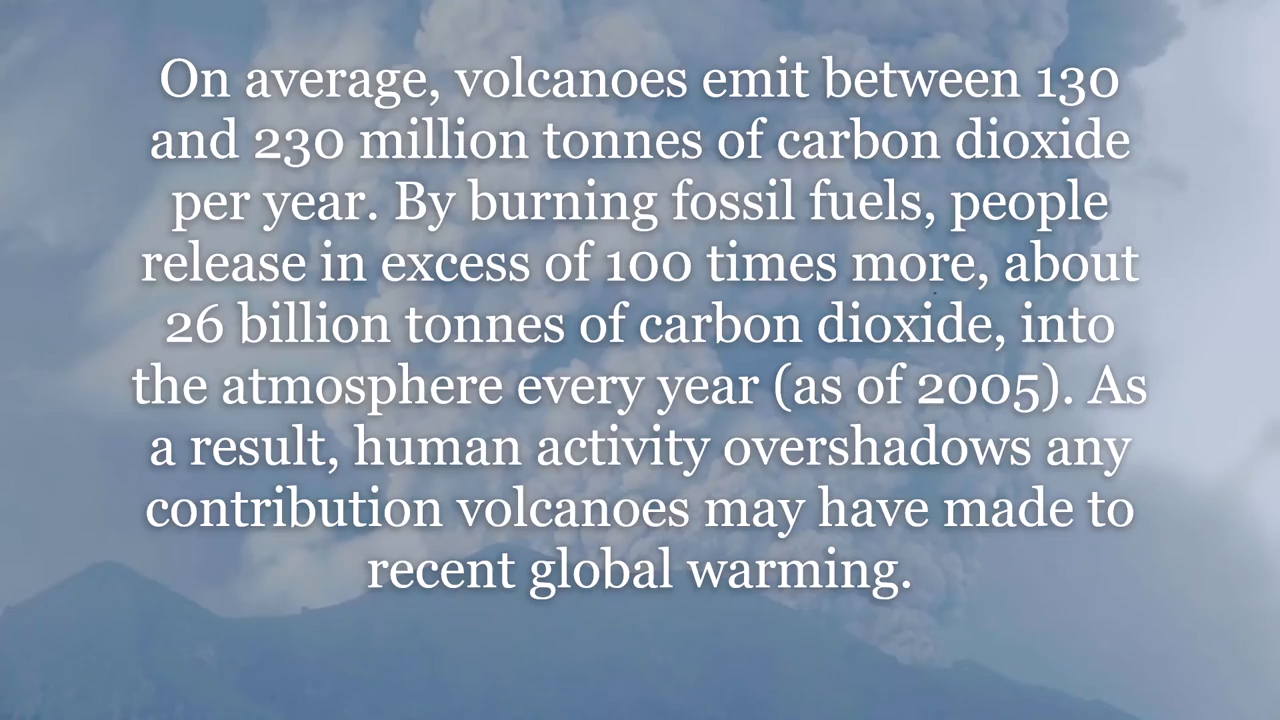 On average, volcanoes emit between 130
and 230 million tonnes of carbon dioxide
per year. By burning fossil fuels, people
release in excess of 100 times more, about
26 billion tonnes of carbon dioxide, into
the atmosphere every year (as of 2005). As
a result, human activity overshadows any
contribution volcanoes may have made to
recent global warming.